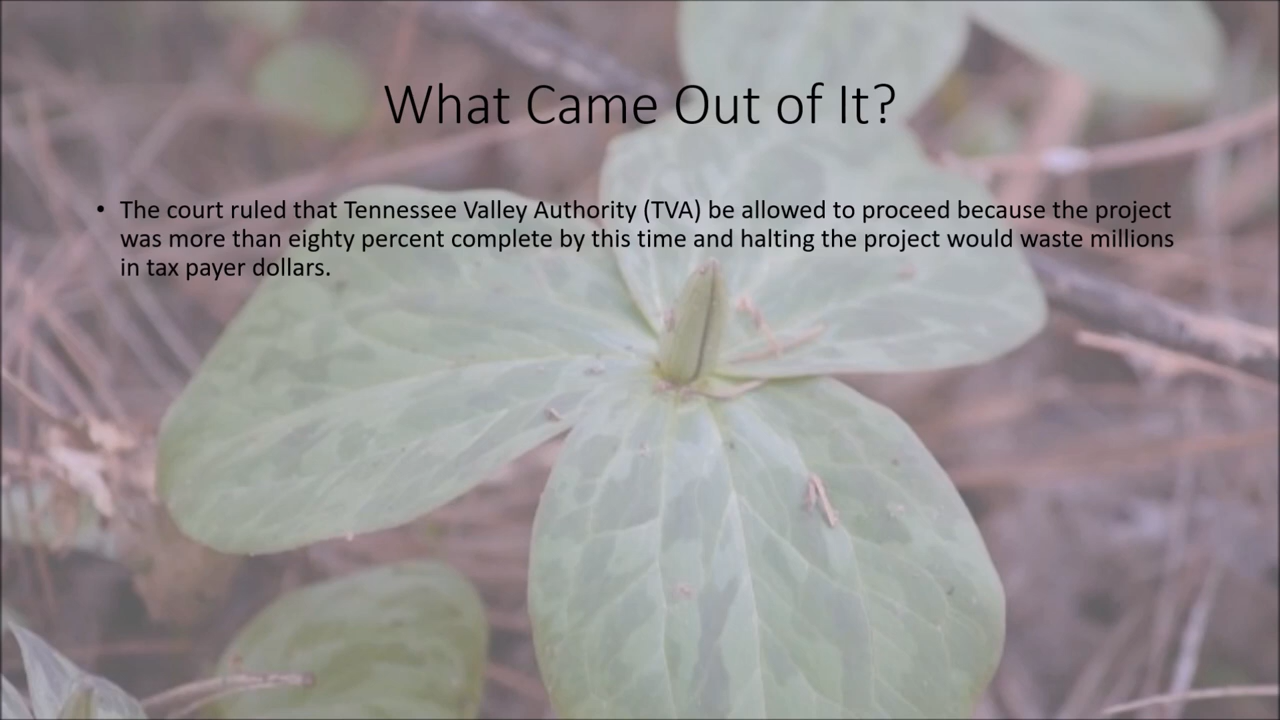 What Came Out of It?
• The court ruled that Tennessee Valley Authority (TVA) be allowed to proceed because the project
was more than eighty percent complete by this time and halting the project would waste millions
in tax payer dollars.